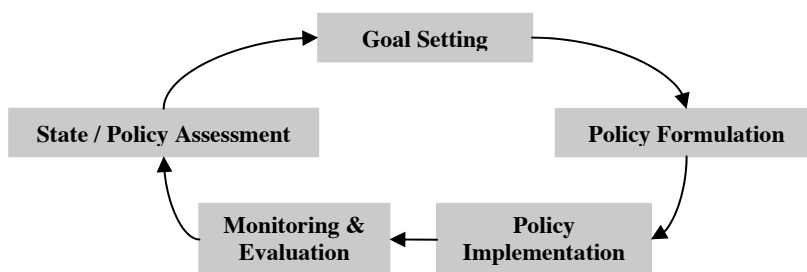 Goal Setting
State / Policy Assessment
Policy Formulation
Monitoring &
Evaluation
Policy
Implementation